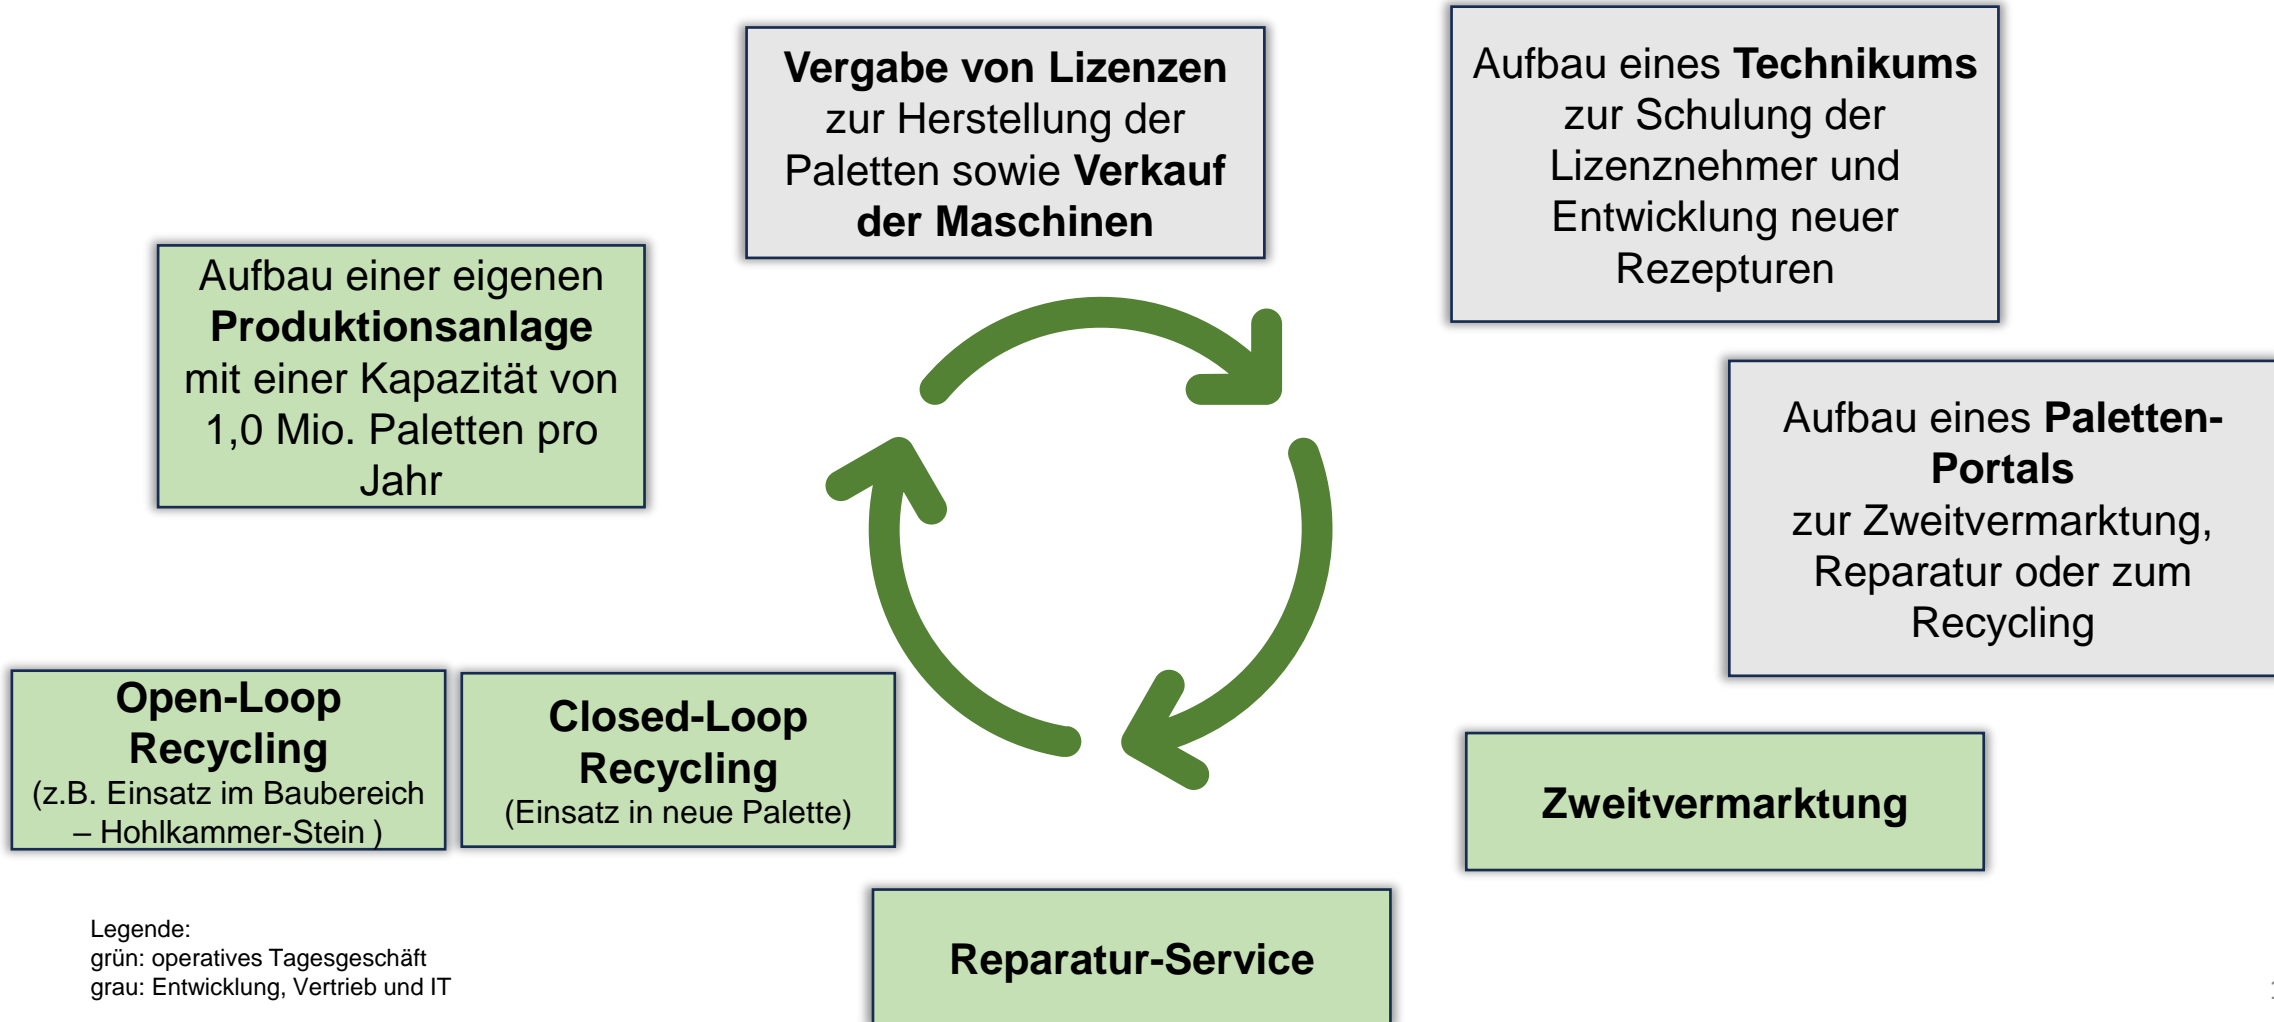 Vergabe von Lizenzen
zur Herstellung der
Paletten sowie Verkauf
der Maschinen
Aufbau eines Technikums
zur Schulung der
Lizenznehmer und
Entwicklung neuer
Rezepturen
Aufbau einer eigenen
Produktionsanlage
mit einer Kapazität von
1,0 Mio. Paletten pro
Jahr
Aufbau eines Paletten-
Portals
zur Zweitvermarktung,
Reparatur oder zum
Recycling
Open-Loop
Recycling
(z.B. Einsatz im Baubereich
– Hohlkammer-Stein )
Closed-Loop
Recycling
(Einsatz in neue Palette)
Zweitvermarktung
Reparatur-Service
Legende:
grün: operatives Tagesgeschäft
grau: Entwicklung, Vertrieb und IT